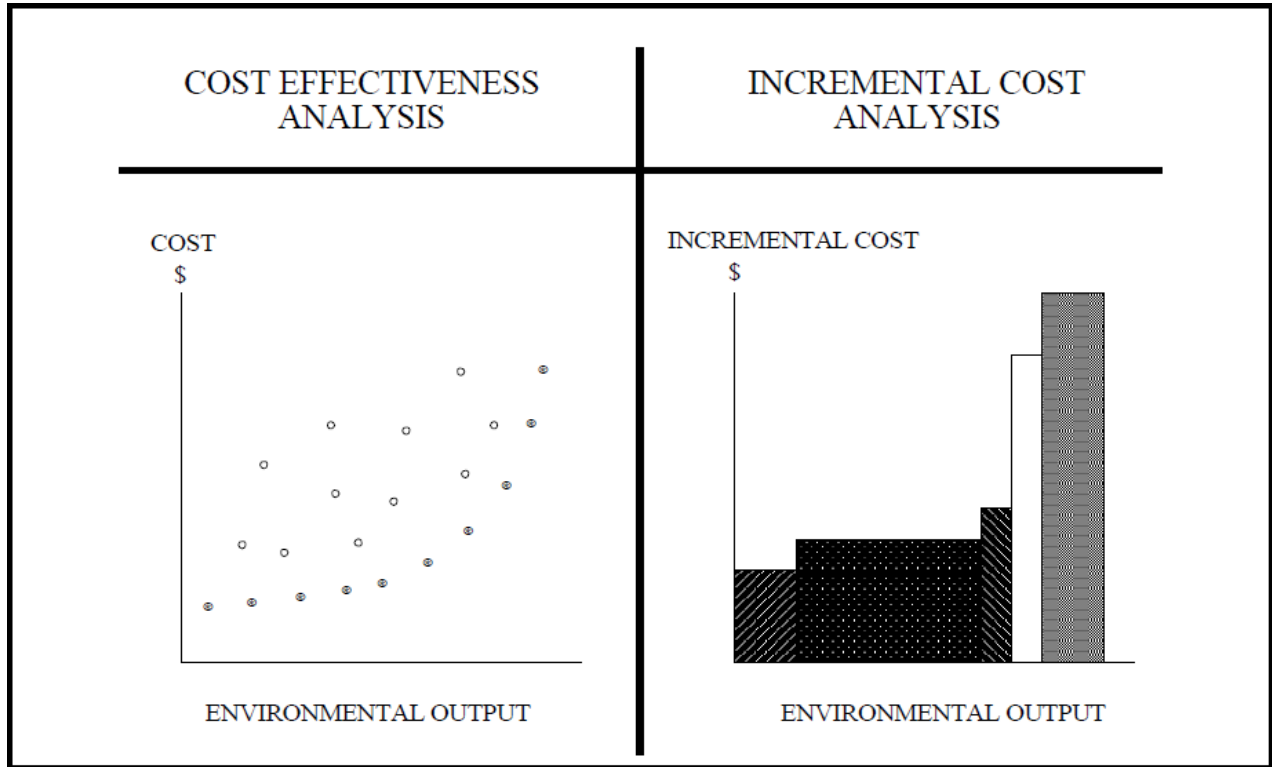 COST EFFECTIVENESS
ANALYSIS
COST
$
ENVIRONMENTAL OUTPUT
INCREMENTAL COST
ANALYSIS
INCREMENTAL COST
$
ENVIRONMENTAL OUTPUT